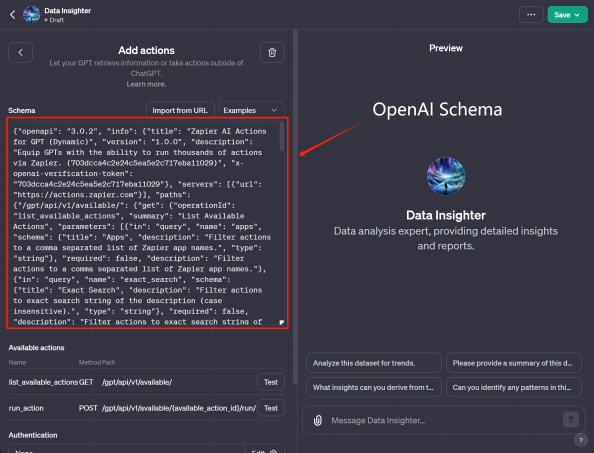 Data Insighter
Draft
Save
Add actions
Let your GPT retrieve information or take actions outside of
ChatGPT.
Learn more.
Schema
Import from URL
Examples
{"openapi": "3.0.2", "info": {"title": "Zapier AI Actions
for GPT (Dynamic)", "version": "1.0.0", "description":
"Equip GPTs with the ability to run thousands of actions
via Zapier. (703dcca4c2e24c5ea5e2c717eba11029)", "x-
openai-verification-token":
"703dcca4c2e24c5ea5e2c717eba11029"}, "servers": [{"url":
"https://actions.zapier.com"}], "paths":
{"/gpt/api/v1/available/": {"get": {"operationId":
"list_available_actions", "summary": "List Available
Actions", "parameters": [{"in": "query", "name": "apps",
"schema": {"title": "Apps", "description": "Filter actions
to a comma separated list of Zapier app names.", "type":
"string"}, "required": false, "description": "Filter
actions to a comma separated list of Zapier app names."},
{"in": "query", "name": "exact_search", "schema":
{"title": "Exact Search", "description": "Filter actions
to exact search string of the description (case
insensitive).", "type": "string"}, "required": false,
"description": "Filter actions to exact search string of
Available actions
Name Method Path
list_available_actions GET /gpt/api/v1/available/ Test
run_action POST /gpt/api/v1/available/{available_action_id}/run/ Test
Authentication
None Edit
Preview
OpenAI Schema
Data Insighter
Data analysis expert, providing detailed insights
and reports.
Analyze this dataset for trends.
Please provide a summary of this d...
What insights can you derive from t...
Can you identify any patterns in thi...
Message Data Insighter...
?